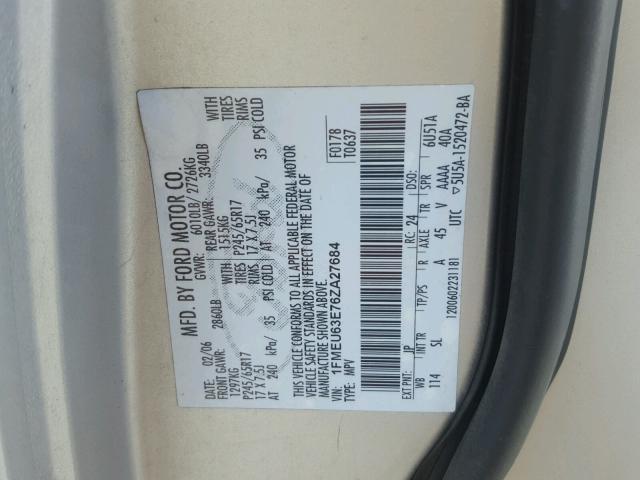 MFD. BY FORD MOTOR CO.
DATE: 02/06 GVWR: 6010LB/ 2726KG
FRONT GAWR: 2860LB REAR GAWR: 3340LB
1297KG WITH 1515KG WITH
P245/65R17 TIRES P245/65R17 TIRES
17 X 7.5J RIMS 17 X 7.5J RIMS
AT 240 kPa/ 35 PSI COLD AT 240 kPa/ 35 PSI COLD
THIS VEHICLE CONFORMS TO ALL APPLICABLE FEDERAL MOTOR
VEHICLE SAFETY STANDARDS IN EFFECT ON THE DATE OF
MANUFACTURE SHOWN ABOVE.
VIN: 1FMEU63E76ZA27684 F0178
TYPE: MPV T0637
EXT PNT: JP RC: 24 DSO:
WB INT TR TP/PS R AXLE TR SPR 6U51A
114 SL A 45 V AAAA 40A
1200602231181 UTC ▽5U5A-1520472-BA